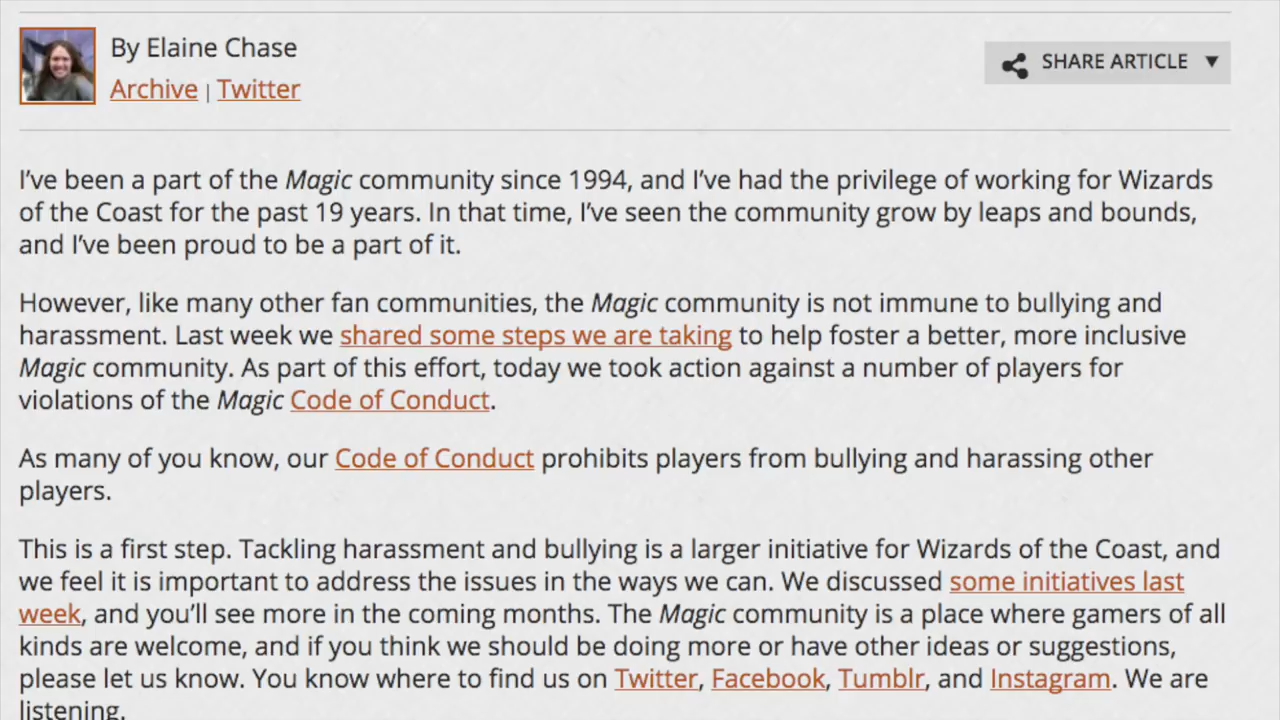 By Elaine Chase
SHARE ARTICLE
Archive | Twitter
I’ve been a part of the Magic community since 1994, and I’ve had the privilege of working for Wizards
of the Coast for the past 19 years. In that time, I’ve seen the community grow by leaps and bounds,
and I’ve been proud to be a part of it.
However, like many other fan communities, the Magic community is not immune to bullying and
harassment. Last week we shared some steps we are taking to help foster a better, more inclusive
Magic community. As part of this effort, today we took action against a number of players for
violations of the Magic Code of Conduct.
As many of you know, our Code of Conduct prohibits players from bullying and harassing other
players.
This is a first step. Tackling harassment and bullying is a larger initiative for Wizards of the Coast, and
we feel it is important to address the issues in the ways we can. We discussed some initiatives last
week, and you’ll see more in the coming months. The Magic community is a place where gamers of all
kinds are welcome, and if you think we should be doing more or have other ideas or suggestions,
please let us know. You know where to find us on Twitter, Facebook, Tumblr, and Instagram. We are
listening.